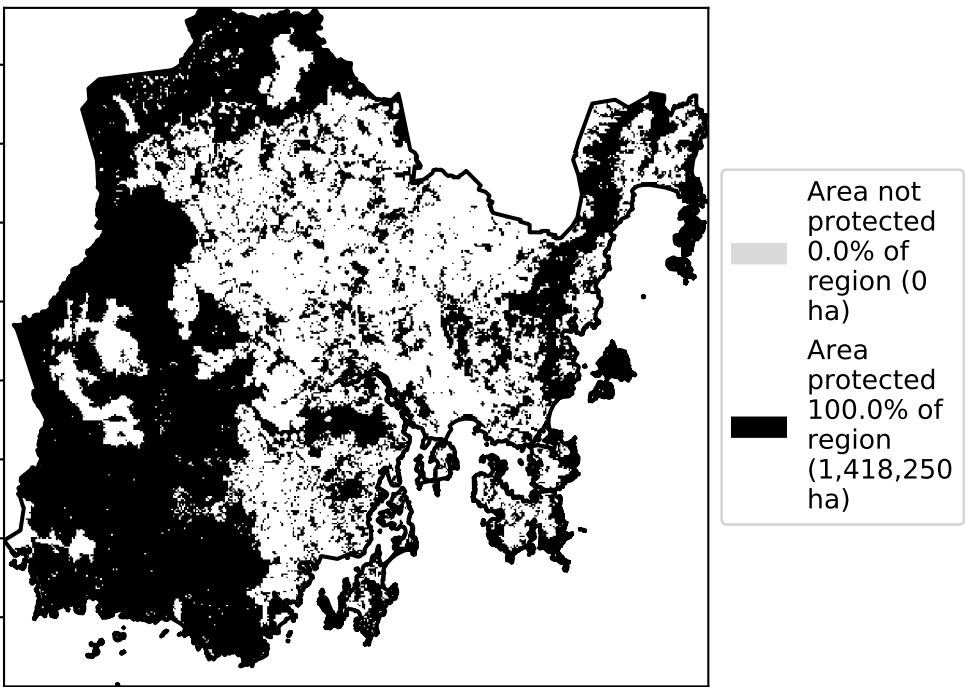 Area not
protected
0.0% of
region (0
ha)
Area
protected
100.0% of
region
(1,418,250
ha)